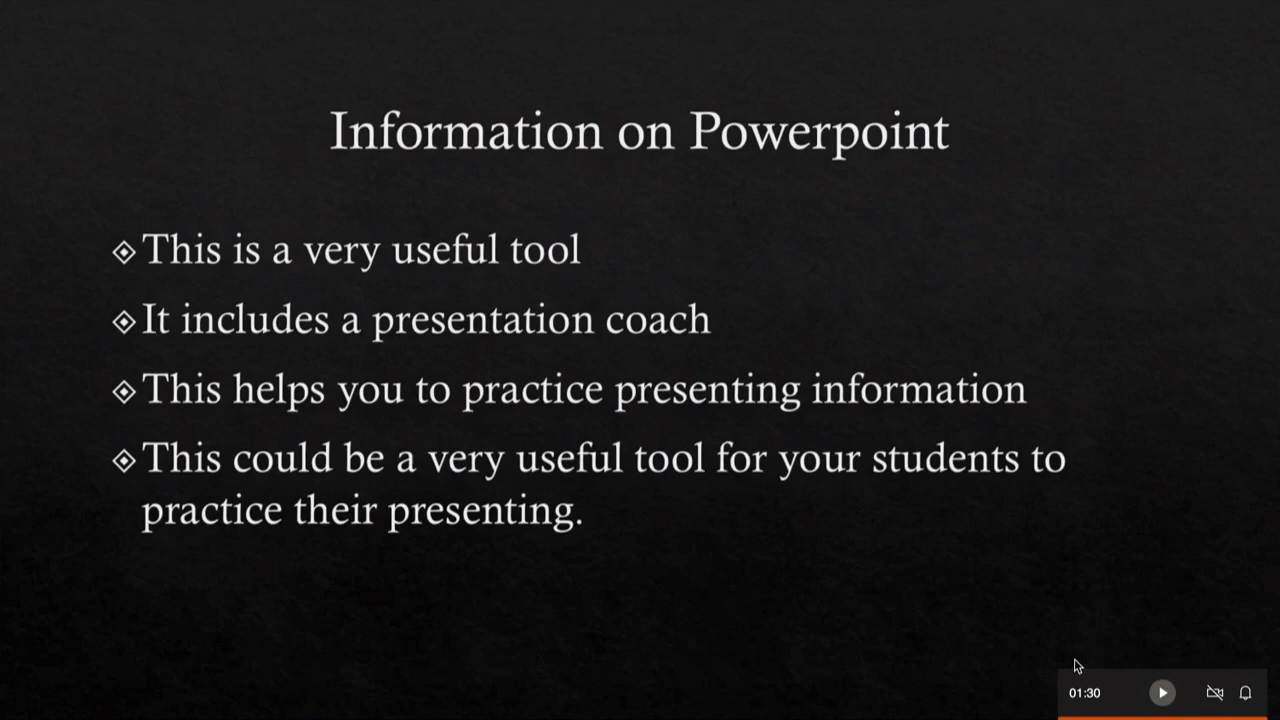 Information on Powerpoint
This is a very useful tool
It includes a presentation coach
This helps you to practice presenting information
This could be a very useful tool for your students to
practice their presenting.
01:30